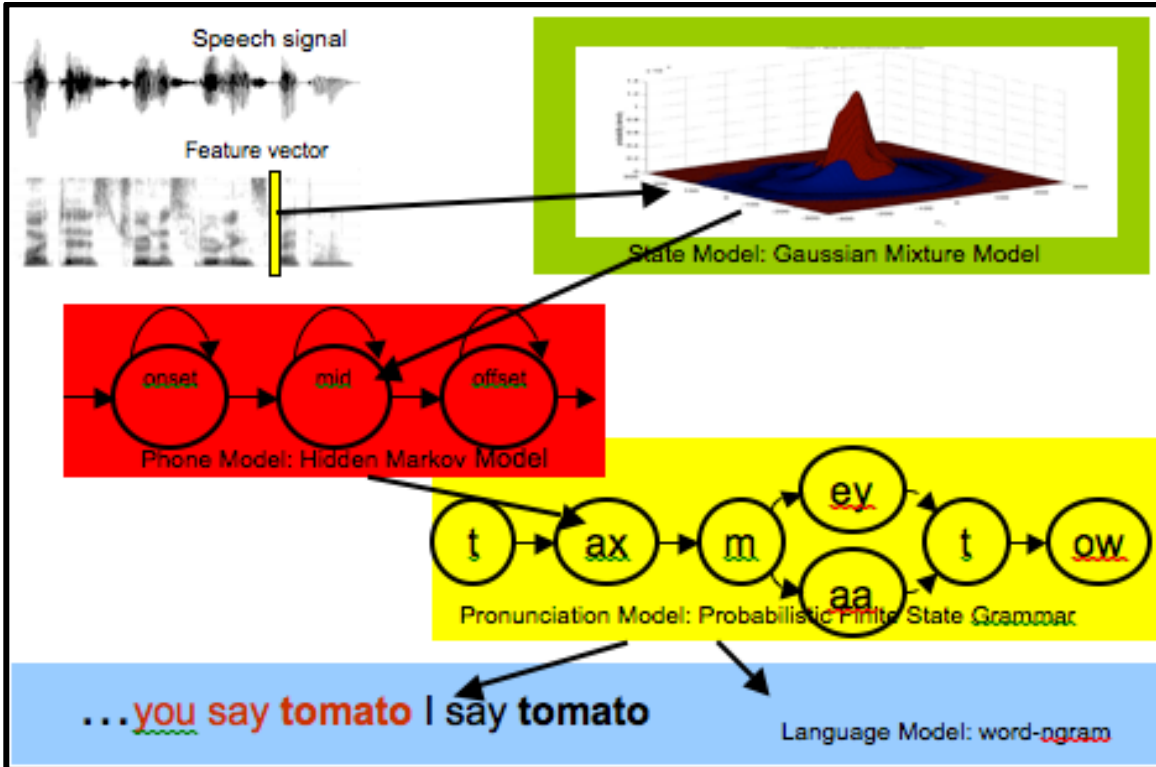 Speech signal
Feature vector
State Model: Gaussian Mixture Model
onset mid offset
Phone Model: Hidden Markov Model
ey
t ax m t ow
aa
Pronunciation Model: Probabilistic Finite State Grammar
...you say tomato I say tomato
Language Model: word-ngram